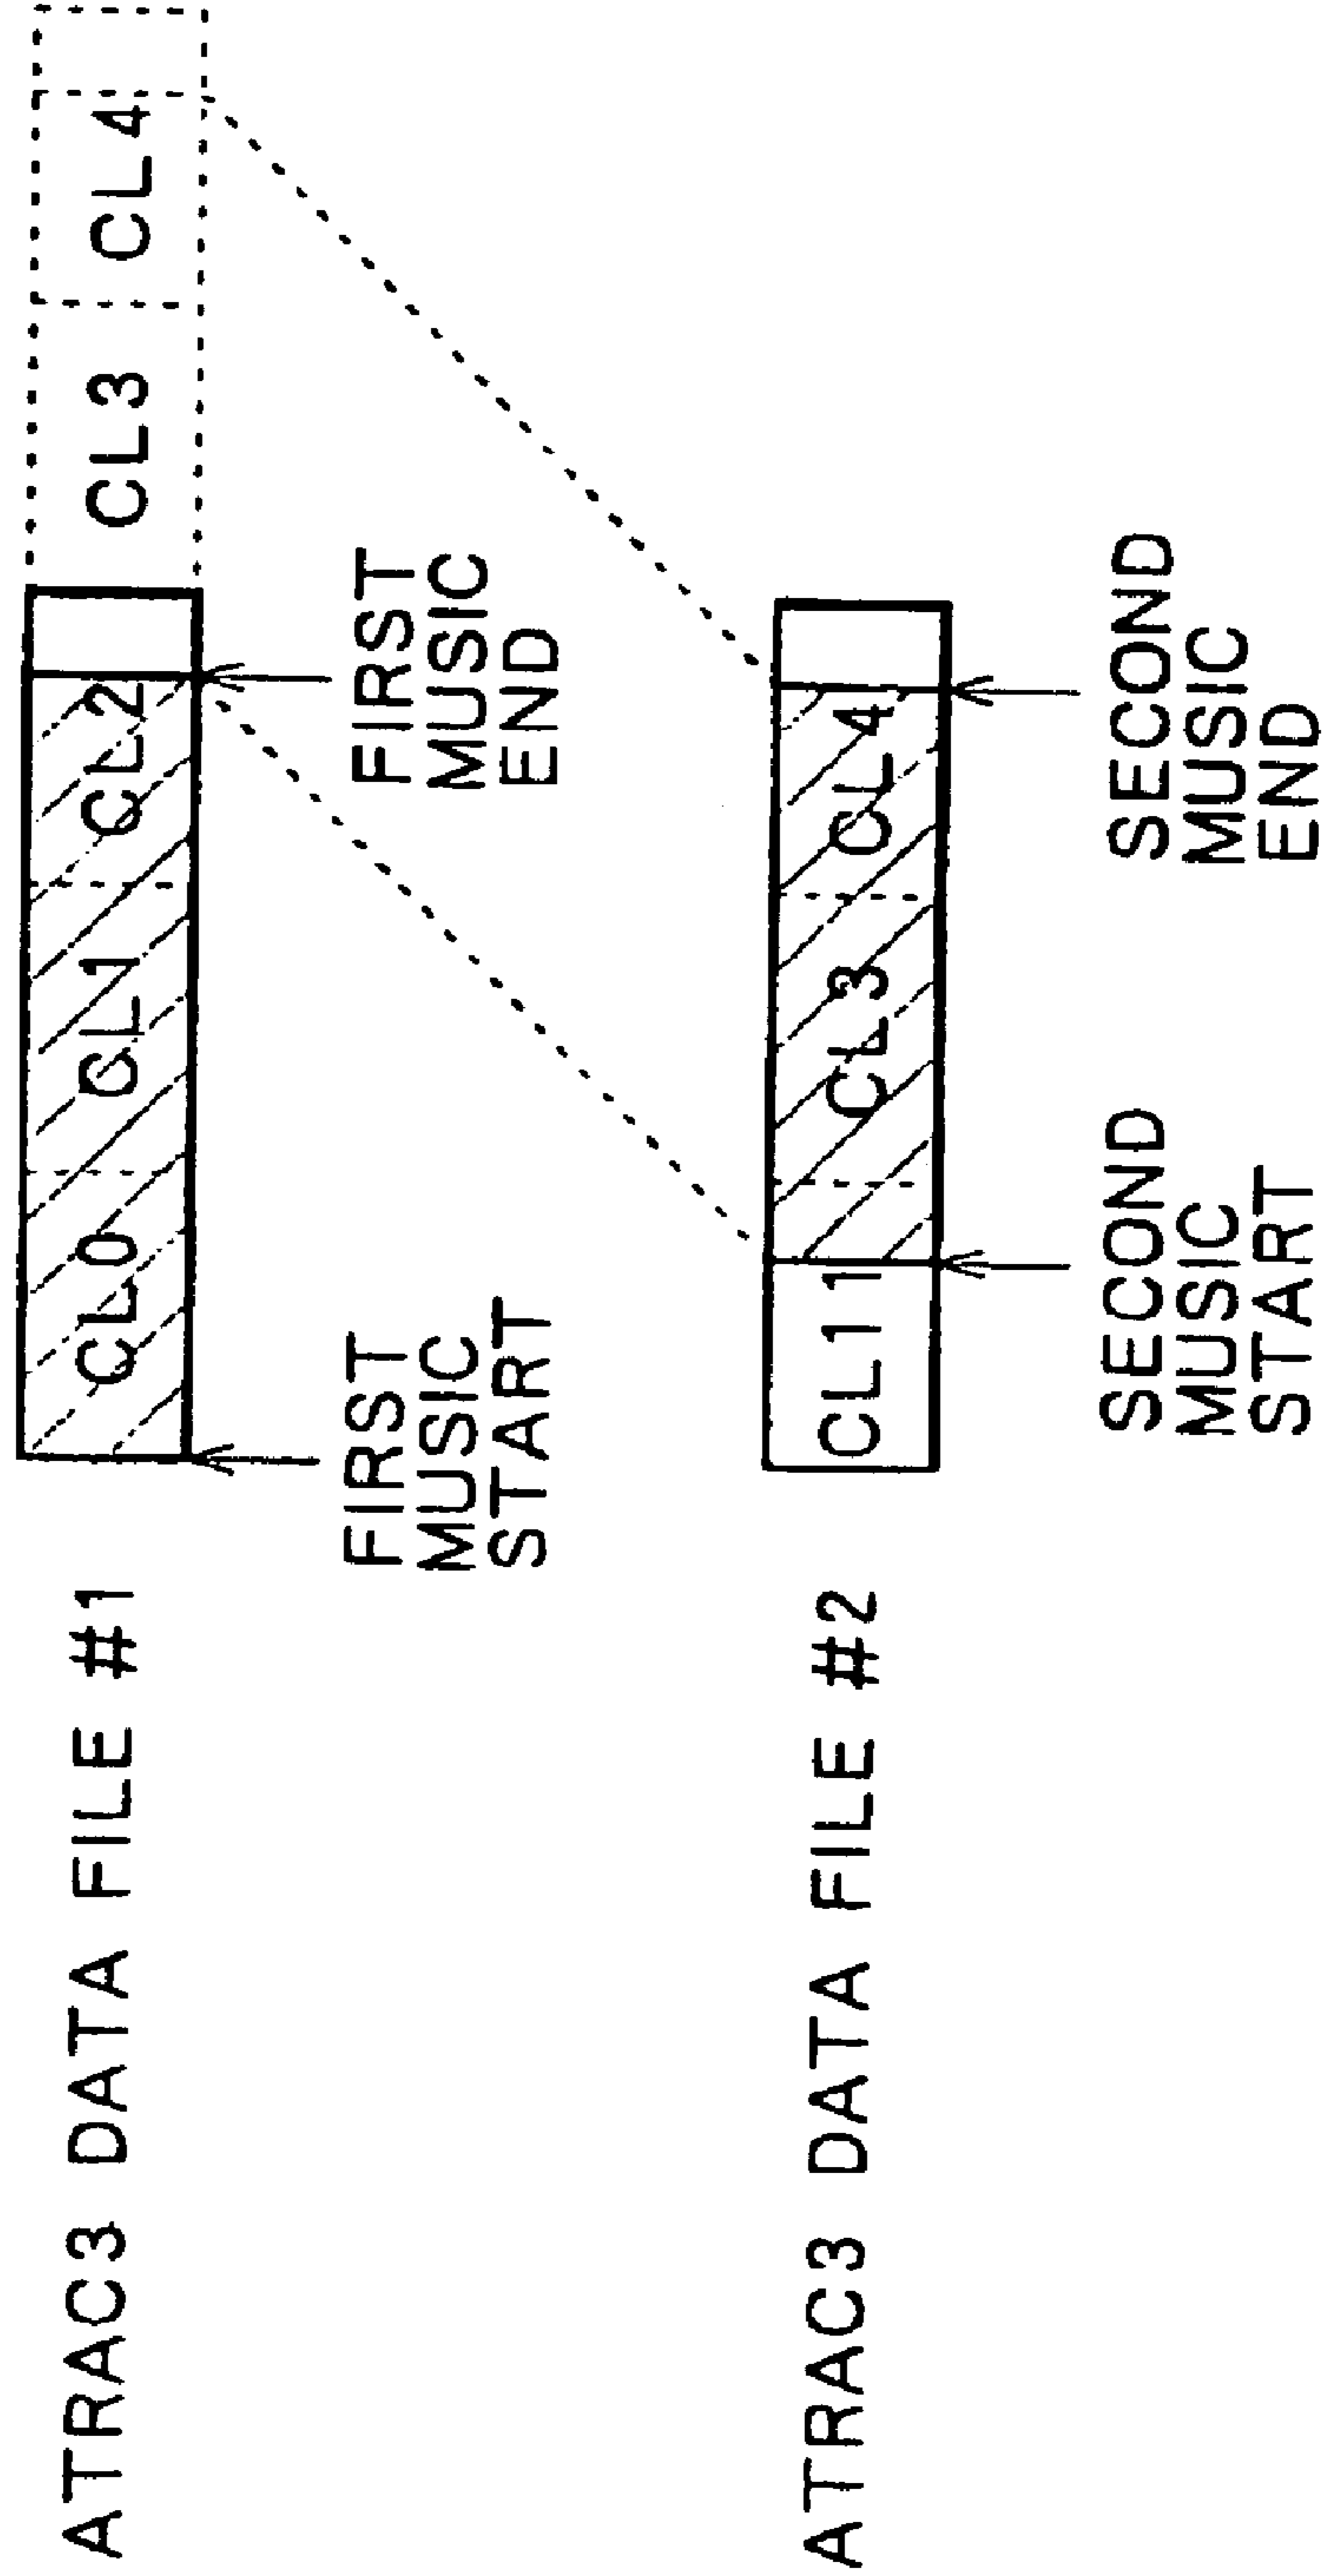 ATRAC3 DATA FILE #1
CL0
CL1
CL2
CL3
CL4
FIRST
MUSIC
START
FIRST
MUSIC
END
ATRAC3 DATA FILE #2
CL11
CL3
CL4
SECOND
MUSIC
START
SECOND
MUSIC
END